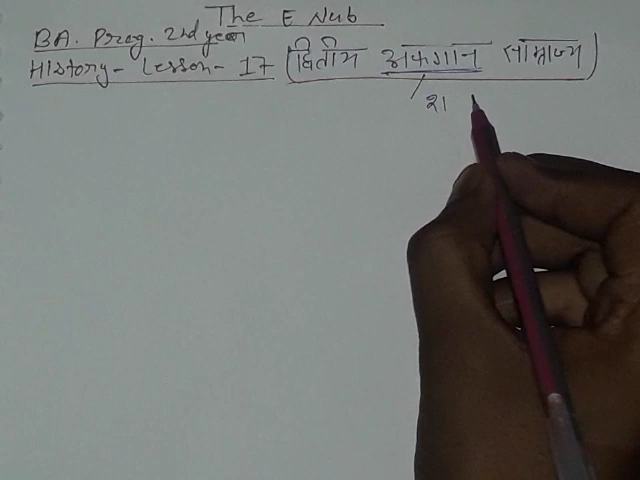 The E Nub
BA. Prog. 2nd year
History - Lesson - 17 (द्वितीय अफगान साम्राज्य)
श